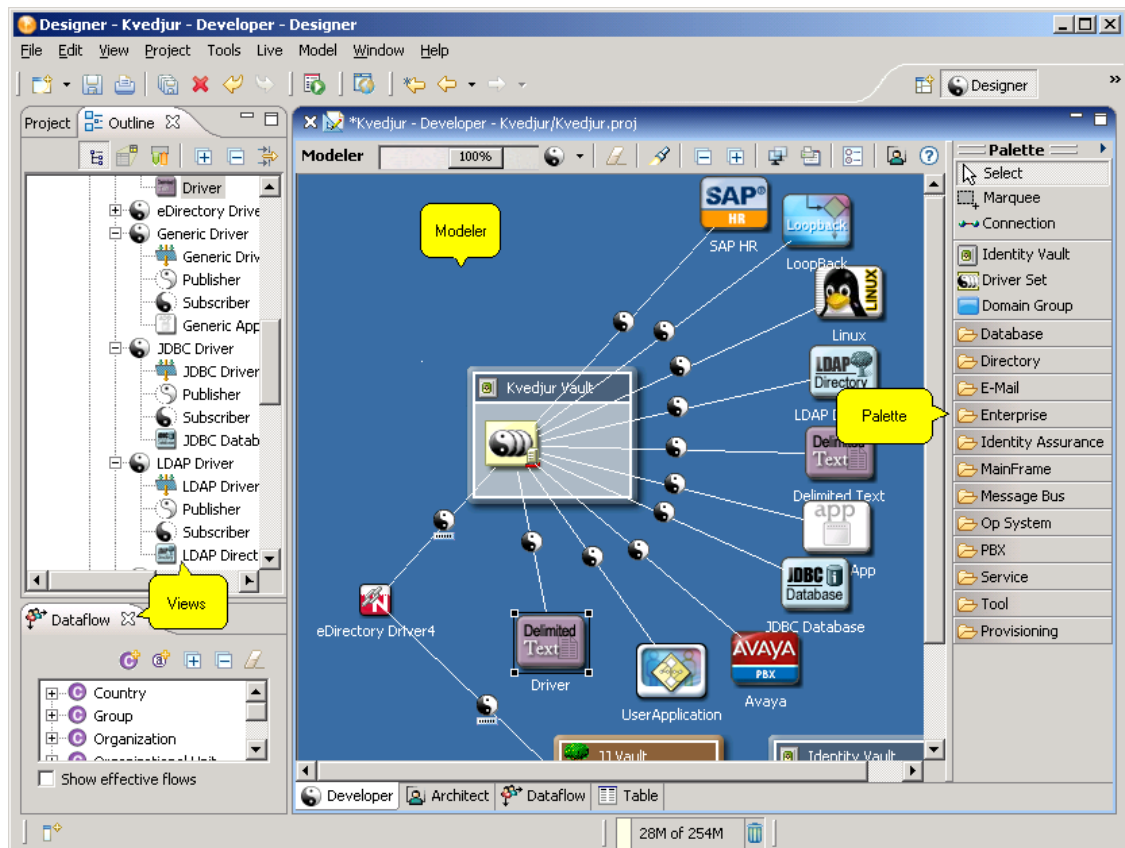 Designer - Kvedjur - Developer - Designer
File Edit View Project Tools Live Model Window Help
Designer
Project Outline
*Kvedjur - Developer - Kvedjur/Kvedjur.proj
Modeler 100%
Driver
eDirectory Drive
Generic Driver
Generic Driv
Publisher
Subscriber
Generic App
JDBC Driver
JDBC Driver
Publisher
Subscriber
JDBC Datab
LDAP Driver
LDAP Driver
Publisher
Subscriber
LDAP Direct
Views
Dataflow
Country
Group
Organization
Organizational Unit
Show effective flows
Modeler
SAP®
HR
SAP HR
Loopback
LoopBack
LINUX
Linux
LDAP
Directory
LDAP D
Kvedjur Vault
Delimited
Text
Delimited Text
app
App
JDBC
Database
JDBC Database
eDirectory Driver4
Delimited
Text
Driver
UserApplication
AVAYA
PBX
Avaya
11 Vault
Identity Vault
Palette
Palette
Select
Marquee
Connection
Identity Vault
Driver Set
Domain Group
Database
Directory
E-Mail
Enterprise
Identity Assurance
MainFrame
Message Bus
Op System
PBX
Service
Tool
Provisioning
Developer Architect Dataflow Table
28M of 254M